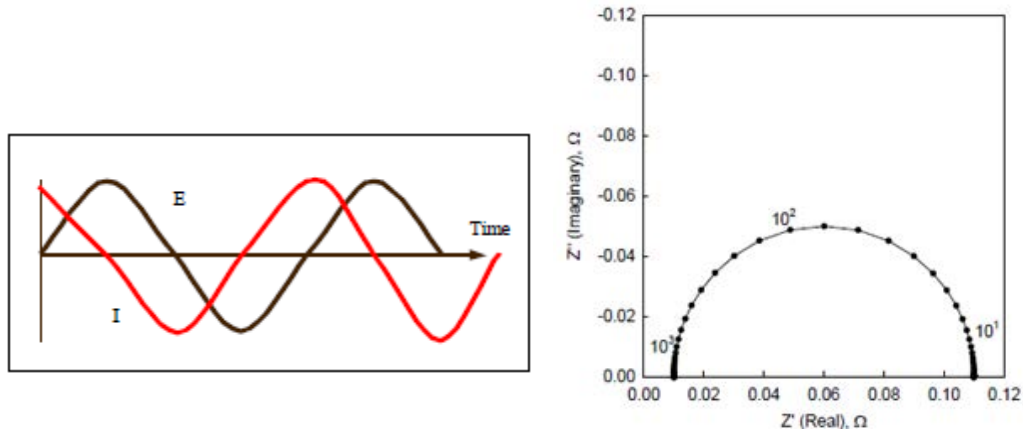 E
Time
I
-0.12
-0.10
-0.08
-0.06
-0.04
-0.02
0.00
Z'' (Imaginary), Ω
10²
10³
10¹
0.00 0.02 0.04 0.06 0.08 0.10 0.12
Z' (Real), Ω